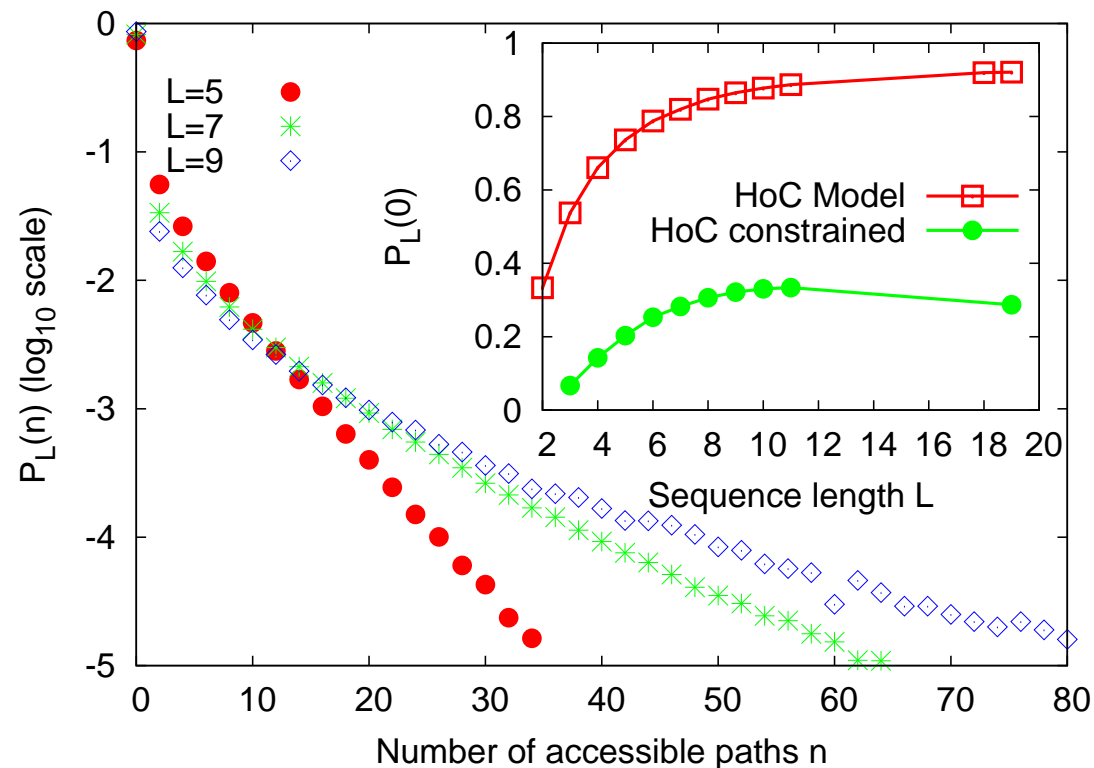 P_L(n) (log_10 scale)
0
-1
-2
-3
-4
-5
L=5
L=7
L=9
0 10 20 30 40 50 60 70 80
Number of accessible paths n
P_L(0)
1
0.8
0.6
0.4
0.2
0
HoC Model
HoC constrained
2 4 6 8 10 12 14 16 18 20
Sequence length L